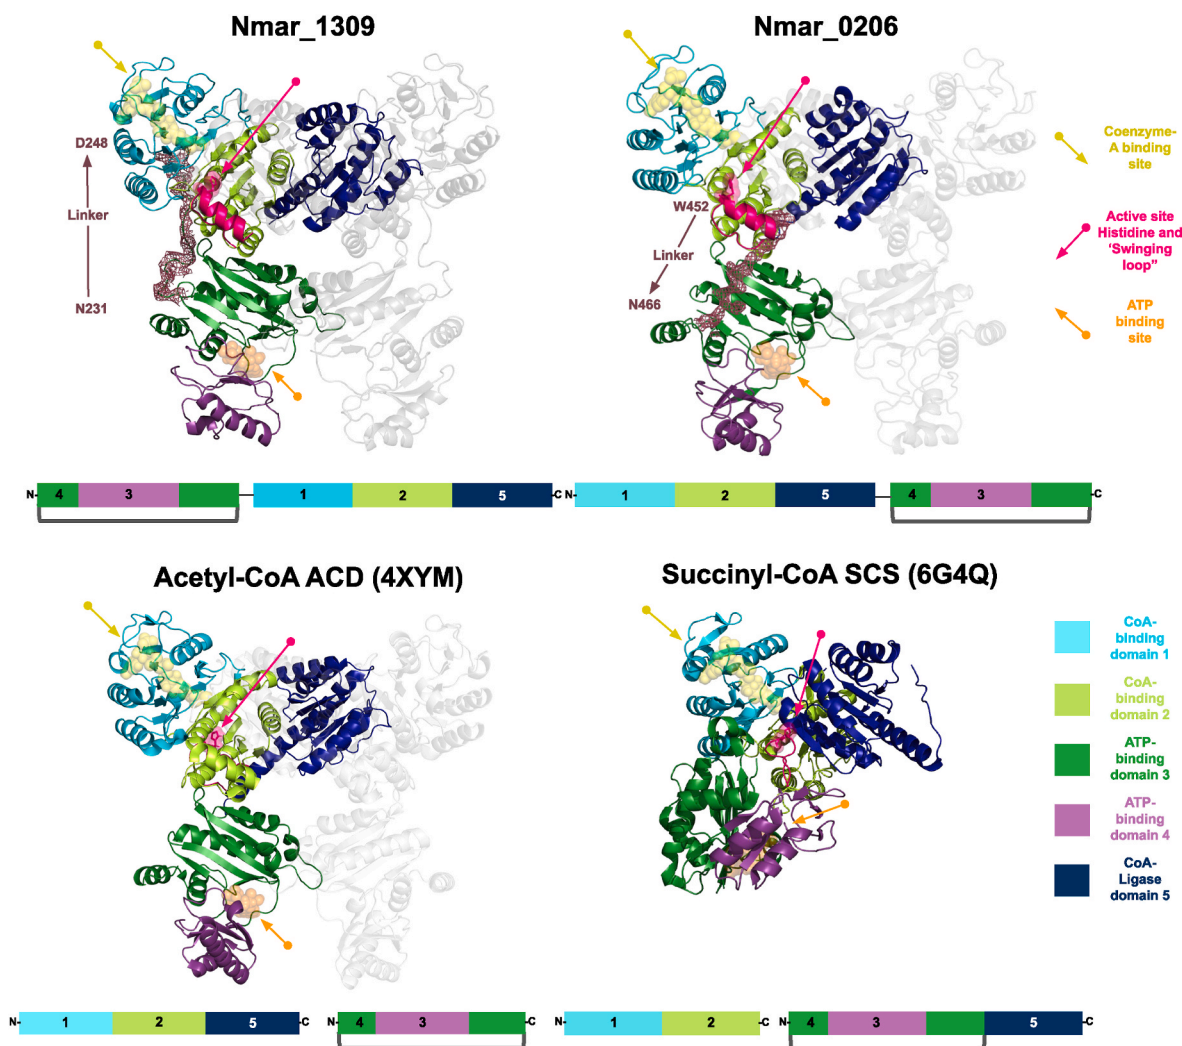 Nmar_1309
Nmar_0206
D248
Linker
N231
W452
Linker
N466
Coenzyme-
A binding
site
Active site
Histidine and
‘Swinging
loop”
ATP
binding
site
N- 4 3 1 2 5 -C
N- 1 2 5 4 3 -C
Acetyl-CoA ACD (4XYM)
Succinyl-CoA SCS (6G4Q)
CoA-
binding
domain 1
CoA-
binding
domain 2
ATP-
binding
domain 3
ATP-
binding
domain 4
CoA-
Ligase
domain 5
N- 1 2 5 -C N- 4 3 -C
N- 1 2 -C N- 4 3 5 -C